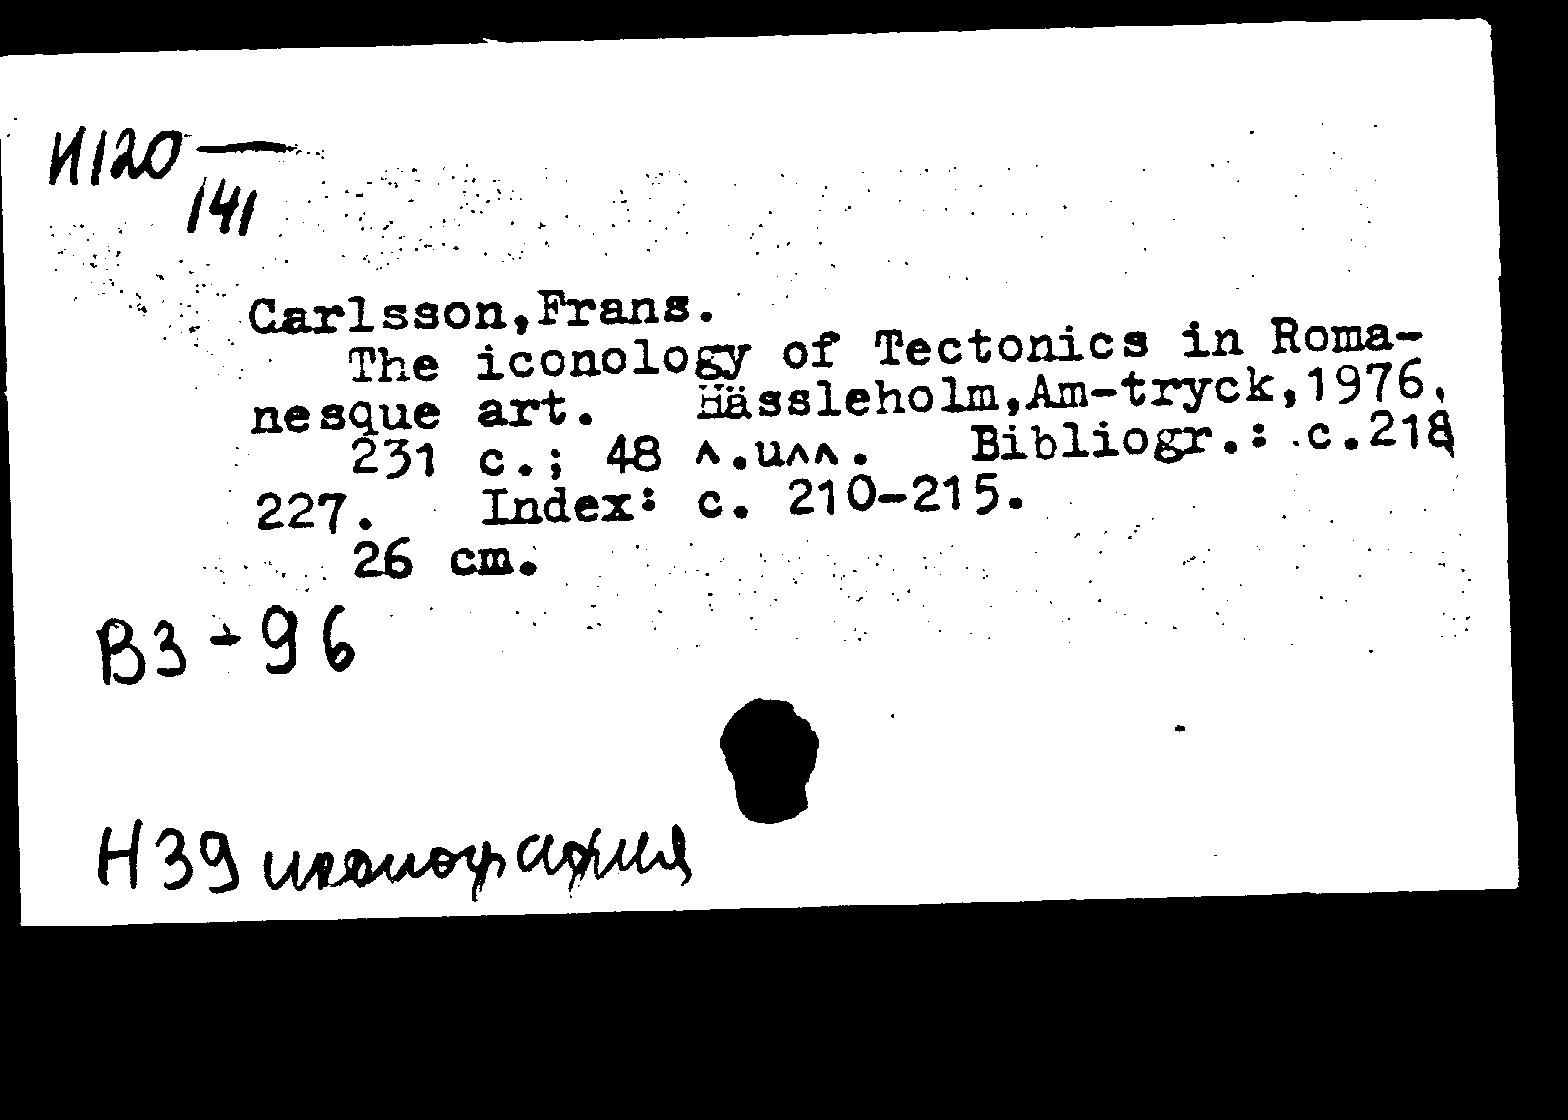 И120—
141
Carlsson,Frans.
The iconology of Tectonics in Roma-
nesque art. Hässleholm,Am-tryck,1976.
231 c.; 48 ʌ.uʌʌ. Bibliogr.: c.218
227. Index: c. 210-215.
26 cm.
В3-96
Н39 иконография